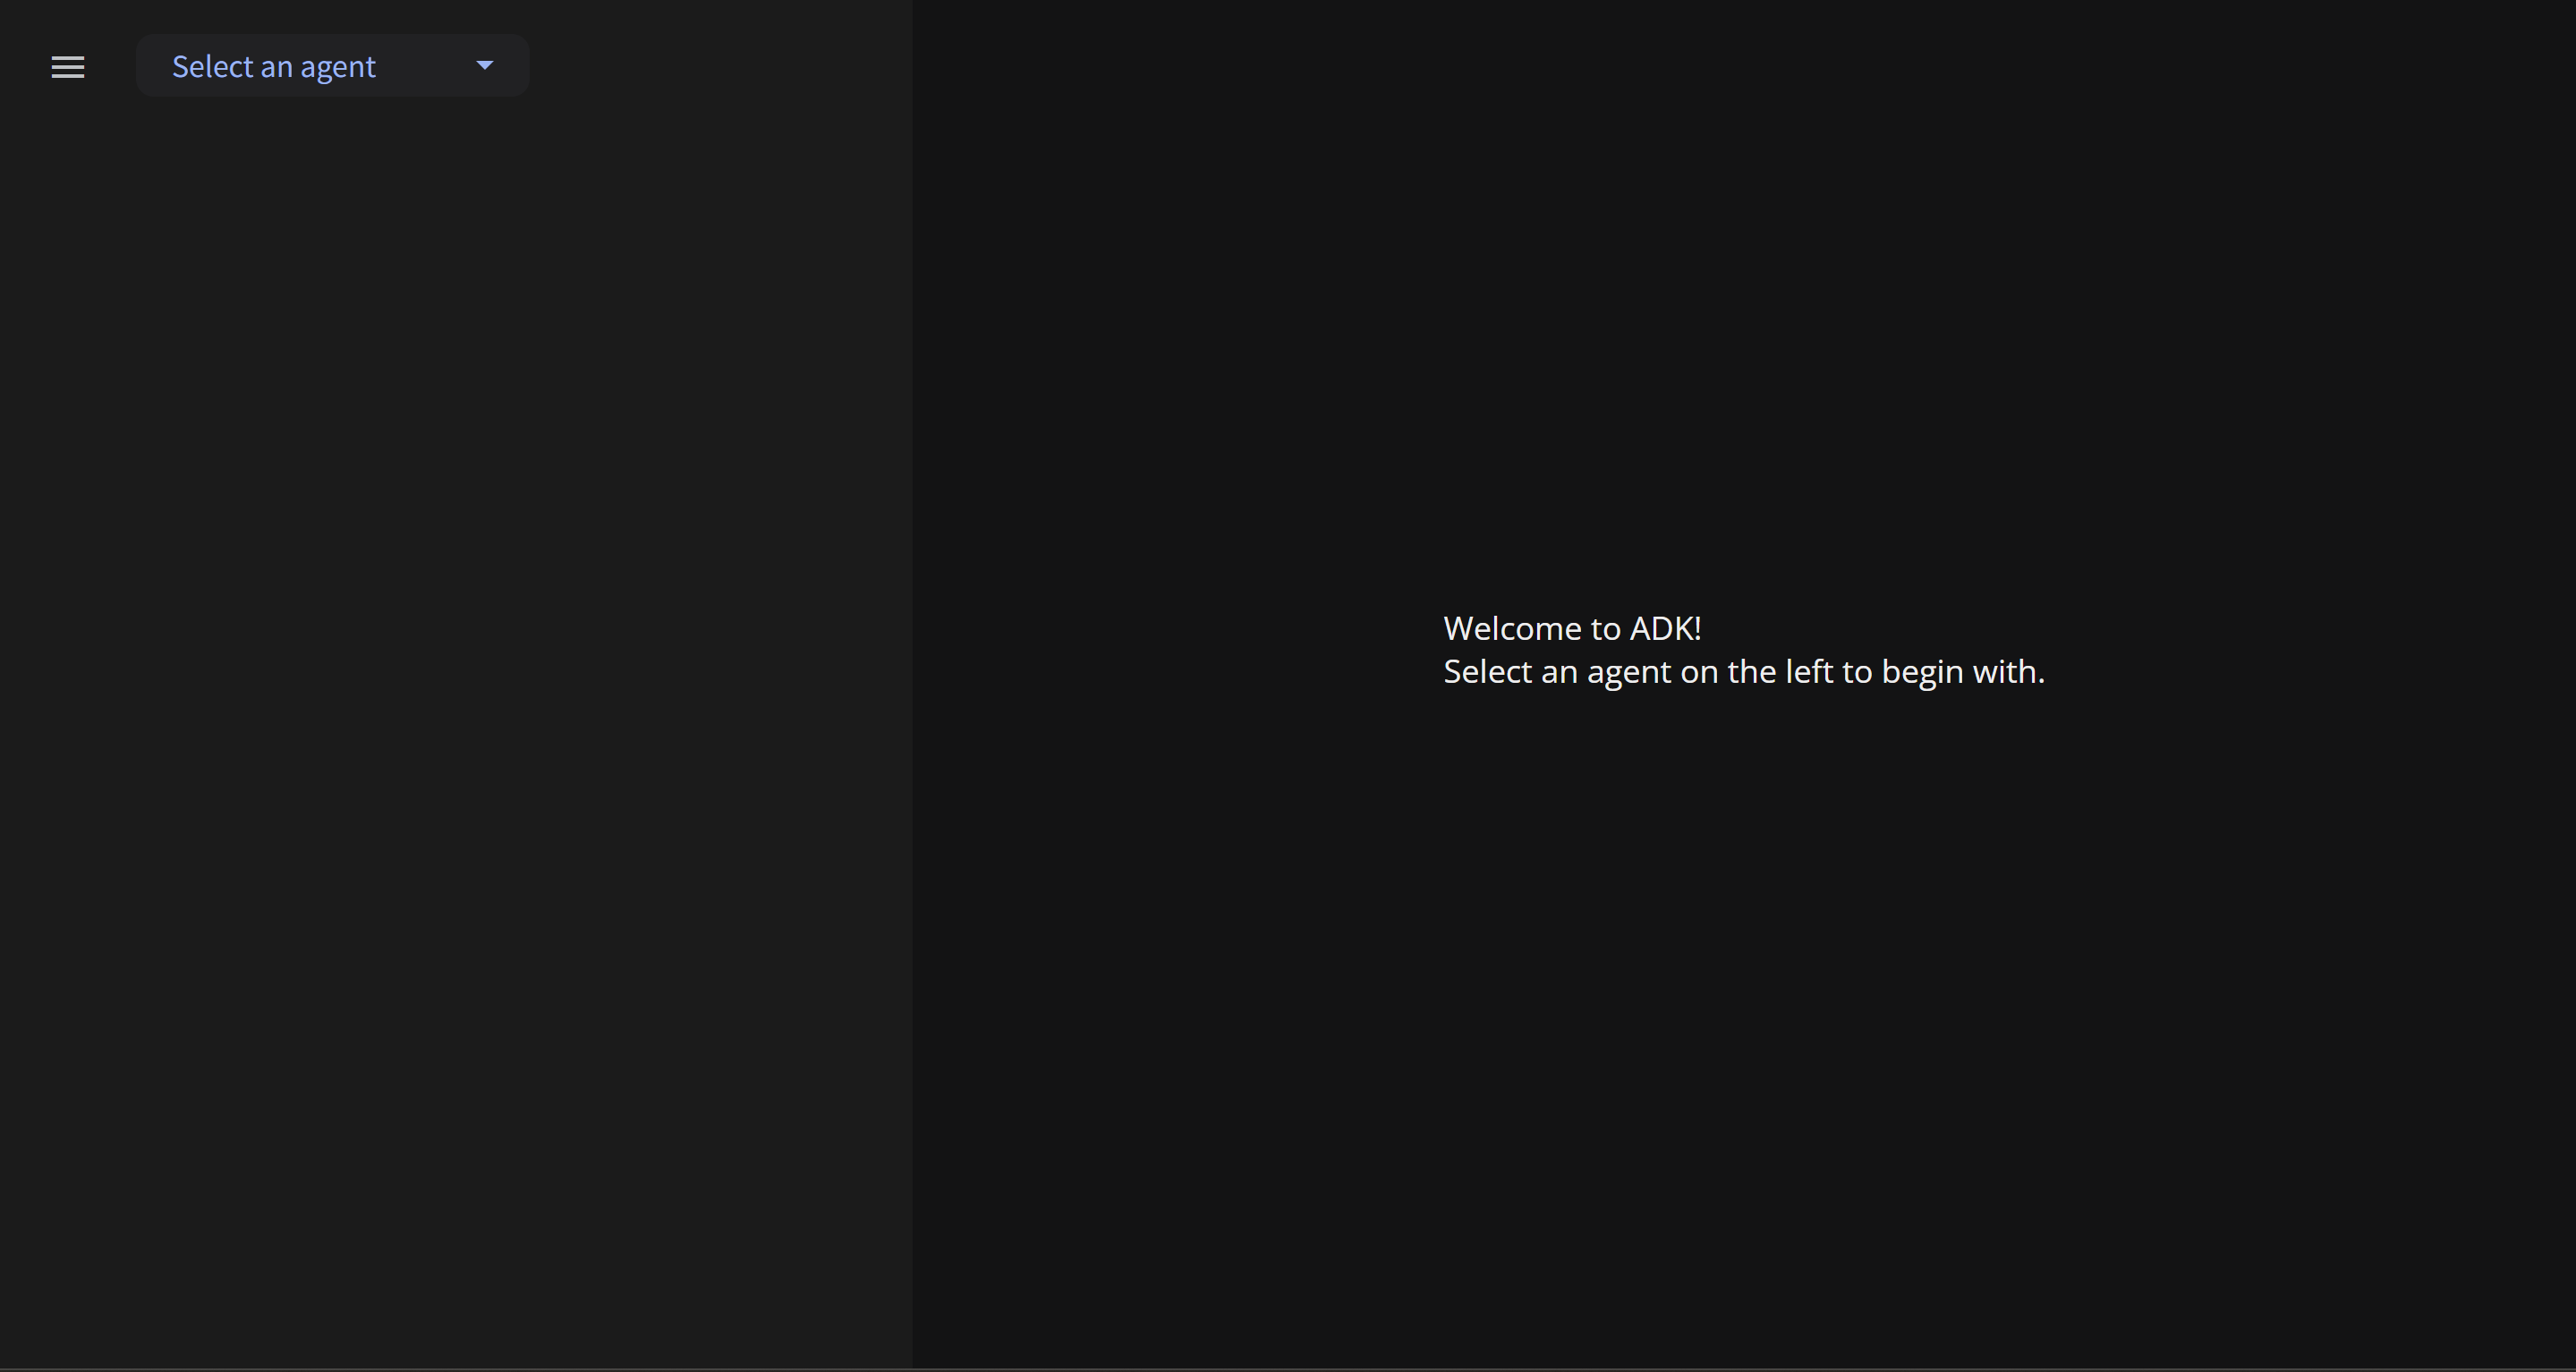 Select an agent
Welcome to ADK!
Select an agent on the left to begin with.